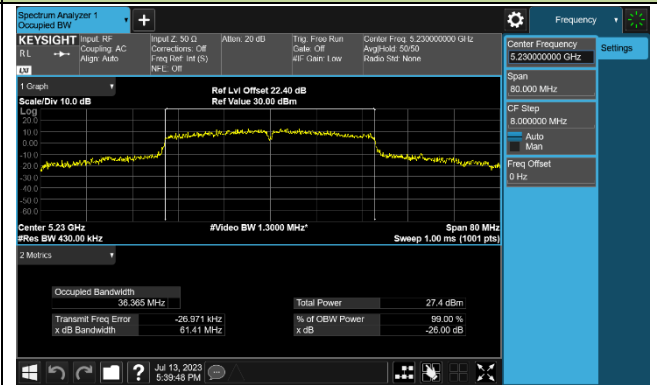 Spectrum Analyzer 1
Occupied BW
+
Frequency
KEYSIGHT
RL
LXI
Input: RF
Coupling: AC
Align: Auto
Input Z: 50 Ω
Corrections: Off
Freq Ref: Int (S)
NFE: Off
Atten: 20 dB
Trig: Free Run
Gate: Off
#IF Gain: Low
Center Freq: 5.230000000 GHz
Avg|Hold: 50/50
Radio Std: None
Center Frequency
5.230000000 GHz
Settings
Span
80.000 MHz
CF Step
8.000000 MHz
Auto
Man
Freq Offset
0 Hz
1 Graph
Scale/Div 10.0 dB
Ref Lvl Offset 22.40 dB
Ref Value 30.00 dBm
Log
20.0
10.0
0.00
-10.0
-20.0
-30.0
-40.0
-50.0
-60.0
Center 5.23 GHz
#Video BW 1.3000 MHz*
Span 80 MHz
#Res BW 430.00 kHz
Sweep 1.00 ms (1001 pts)
2 Metrics
Occupied Bandwidth
36.365 MHz
Total Power 27.4 dBm
Transmit Freq Error -26.971 kHz
% of OBW Power 99.00 %
x dB Bandwidth 61.41 MHz
x dB -26.00 dB
?
Jul 13, 2023
5:39:48 PM